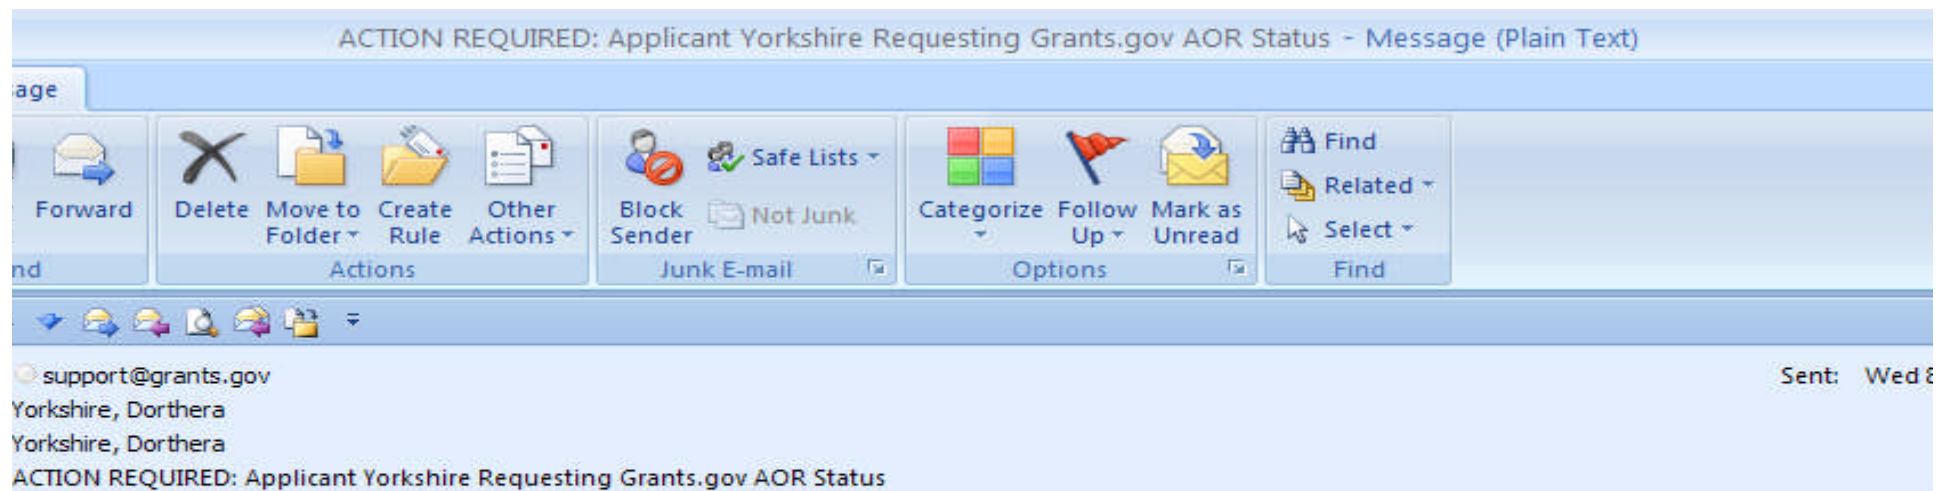 ACTION REQUIRED: Applicant Yorkshire Requesting Grants.gov AOR Status - Message (Plain Text)
age
Forward
Delete
Move to
Folder
Create
Rule
Other
Actions
Block
Sender
Safe Lists
Not Junk
Categorize
Follow
Up
Mark as
Unread
Find
Related
Select
nd
Actions
Junk E-mail
Options
Find
support@grants.gov
Sent: Wed 8
Yorkshire, Dorthera
Yorkshire, Dorthera
ACTION REQUIRED: Applicant Yorkshire Requesting Grants.gov AOR Status